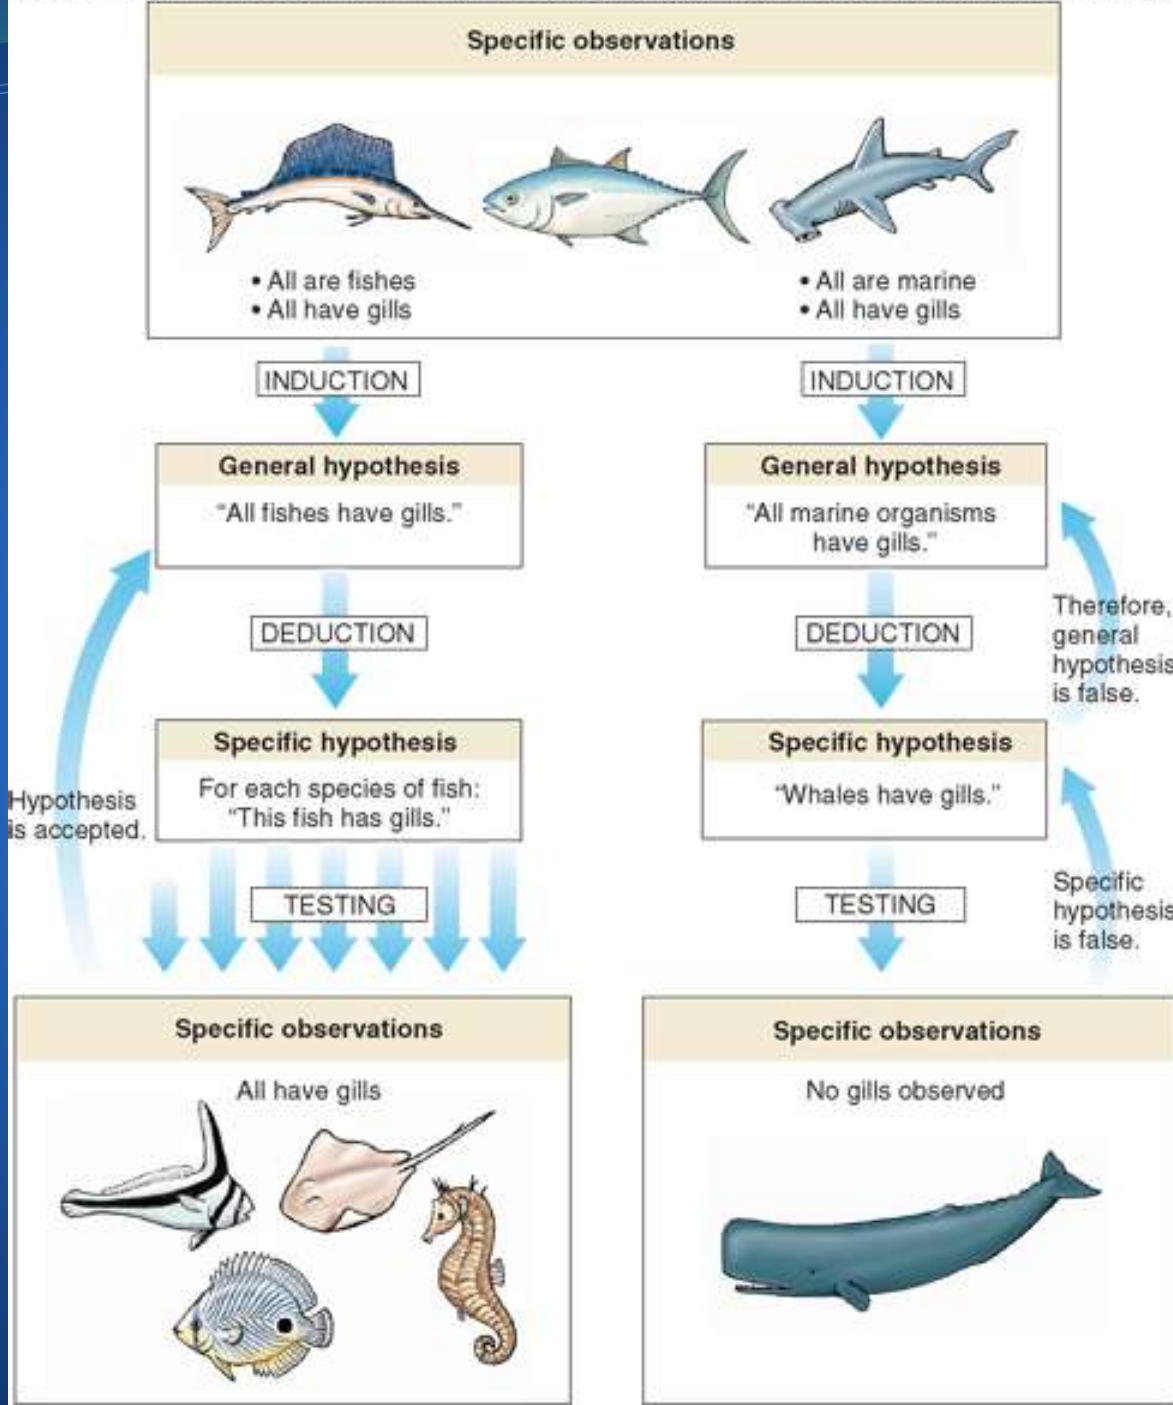 Specific observations
• All are fishes
• All have gills
• All are marine
• All have gills
INDUCTION
INDUCTION
General hypothesis
“All fishes have gills.”
General hypothesis
“All marine organisms
have gills.”
DEDUCTION
DEDUCTION
Therefore,
general
hypothesis
is false.
Specific hypothesis
For each species of fish:
“This fish has gills.”
Specific hypothesis
“Whales have gills.”
Hypothesis
is accepted.
TESTING
TESTING
Specific
hypothesis
is false.
Specific observations
All have gills
Specific observations
No gills observed